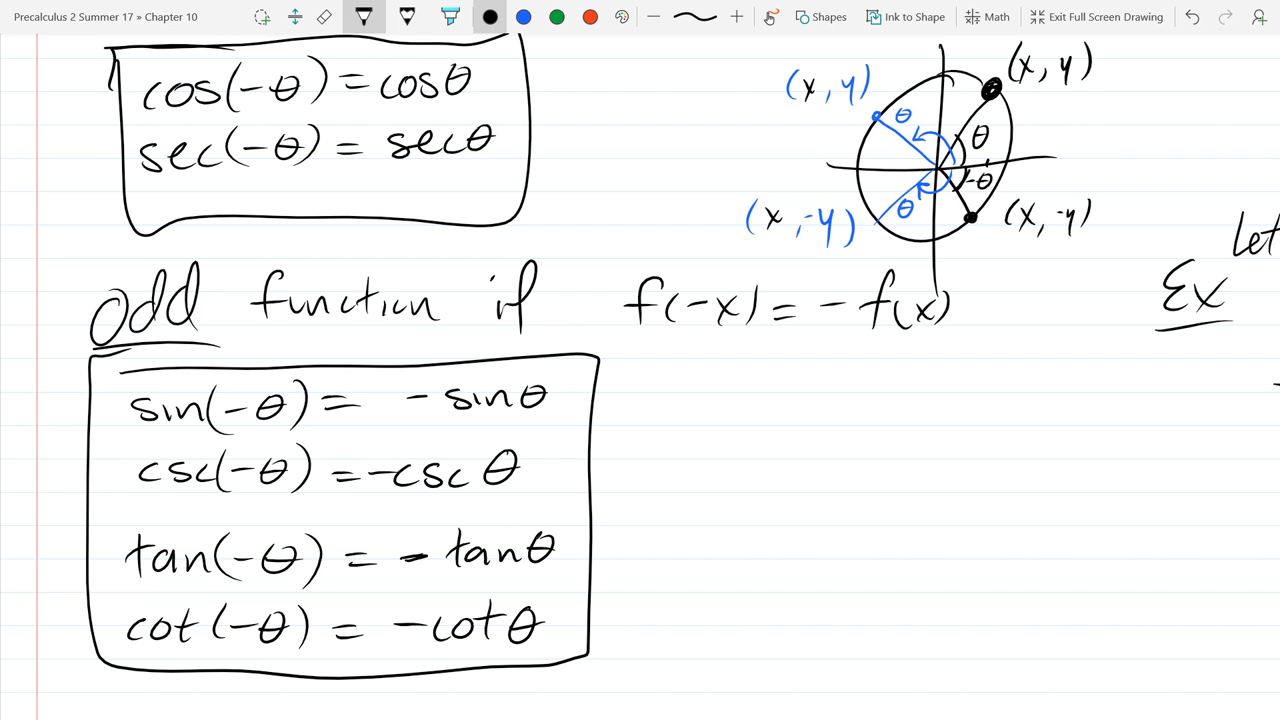 Precalculus 2 Summer 17 » Chapter 10
Shapes Ink to Shape Math Exit Full Screen Drawing
cos(-θ) = cosθ
sec(-θ) = secθ
(x, y)
(x, y)
θ
θ
-θ
θ
(x, -y)
(x, -y)
Let
Odd function if f(-x) = - f(x)
Ex
sin(-θ) = - sinθ
csc(-θ) = -csc θ
tan(-θ) = - tanθ
cot(-θ) = -cotθ